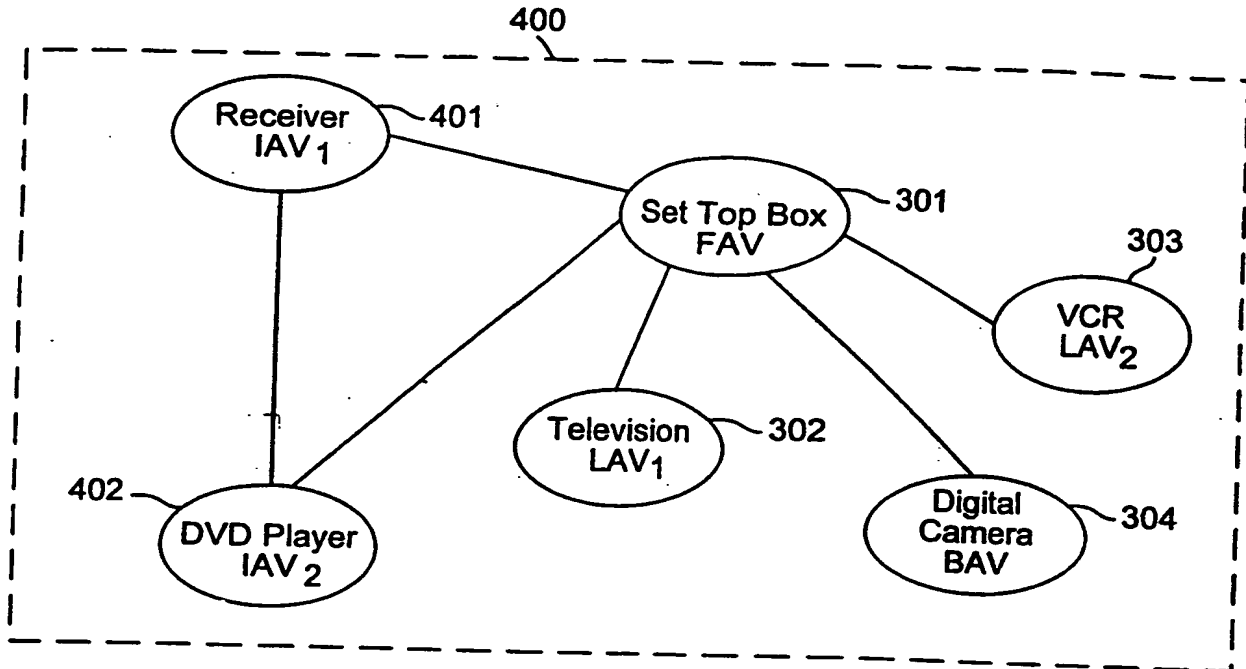 400
Receiver
IAV1
401
Set Top Box
FAV
301
303
VCR
LAV2
Television
LAV1
302
402
DVD Player
IAV2
Digital
Camera
BAV
304